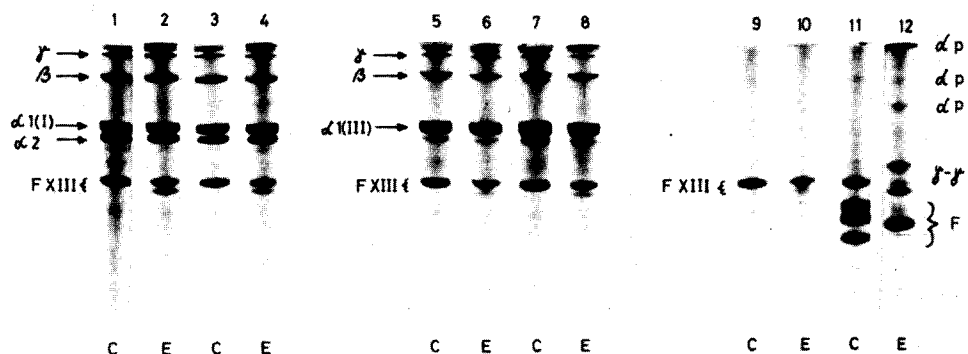 1 2 3 4 5 6 7 8 9 10 11 12
γ → γ → αp
β → β → αp
αp
α1(I) → α1(III) →
α2 →
γ-γ
F XIII { F XIII { F XIII {
} F
C E C E C E C E C E C E